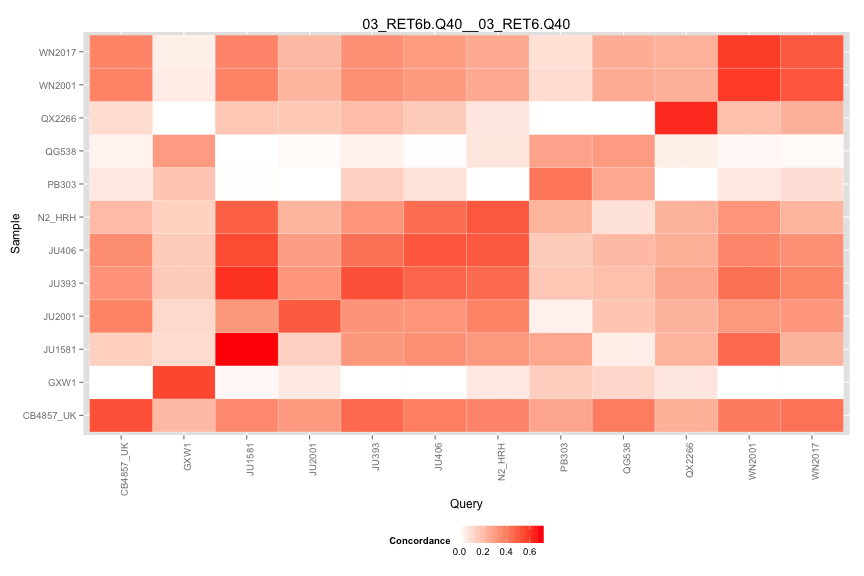 03_RET6b.Q40__03_RET6.Q40
WN2017
WN2001
QX2266
QG538
PB303
N2_HRH
JU406
JU393
JU2001
JU1581
GXW1
CB4857_UK
Sample
CB4857_UK
GXW1
JU1581
JU2001
JU393
JU406
N2_HRH
PB303
QG538
QX2266
WN2001
WN2017
Query
Concordance
0.0 0.2 0.4 0.6